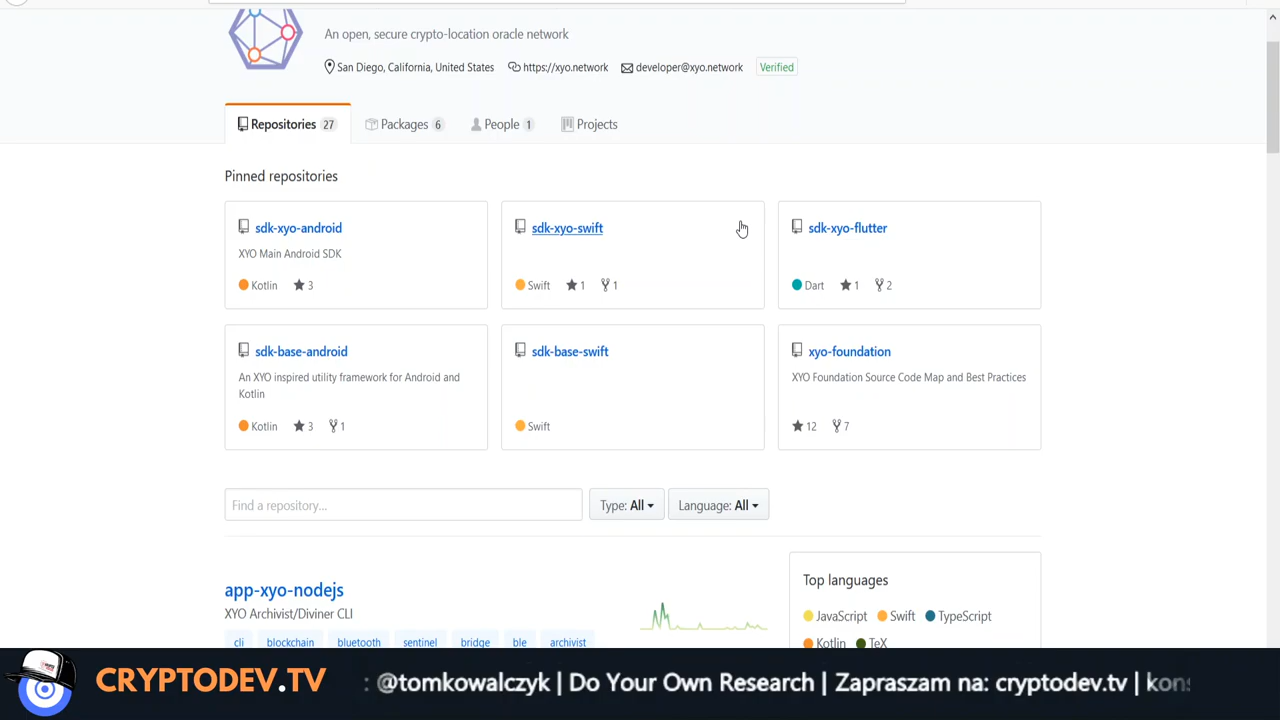 An open, secure crypto-location oracle network
San Diego, California, United States https://xyo.network developer@xyo.network Verified
Repositories 27 Packages 6 People 1 Projects
Pinned repositories
sdk-xyo-android
XYO Main Android SDK
Kotlin 3
sdk-xyo-swift
Swift 1 1
sdk-xyo-flutter
Dart 1 2
sdk-base-android
An XYO inspired utility framework for Android and
Kotlin
Kotlin 3 1
sdk-base-swift
Swift
xyo-foundation
XYO Foundation Source Code Map and Best Practices
12 7
Find a repository... Type: All Language: All
app-xyo-nodejs
XYO Archivist/Diviner CLI
cli blockchain bluetooth sentinel bridge ble archivist
Top languages
JavaScript Swift TypeScript
Kotlin TeX
CRYPTODEV.TV : @tomkowalczyk | Do Your Own Research | Zapraszam na: cryptodev.tv |